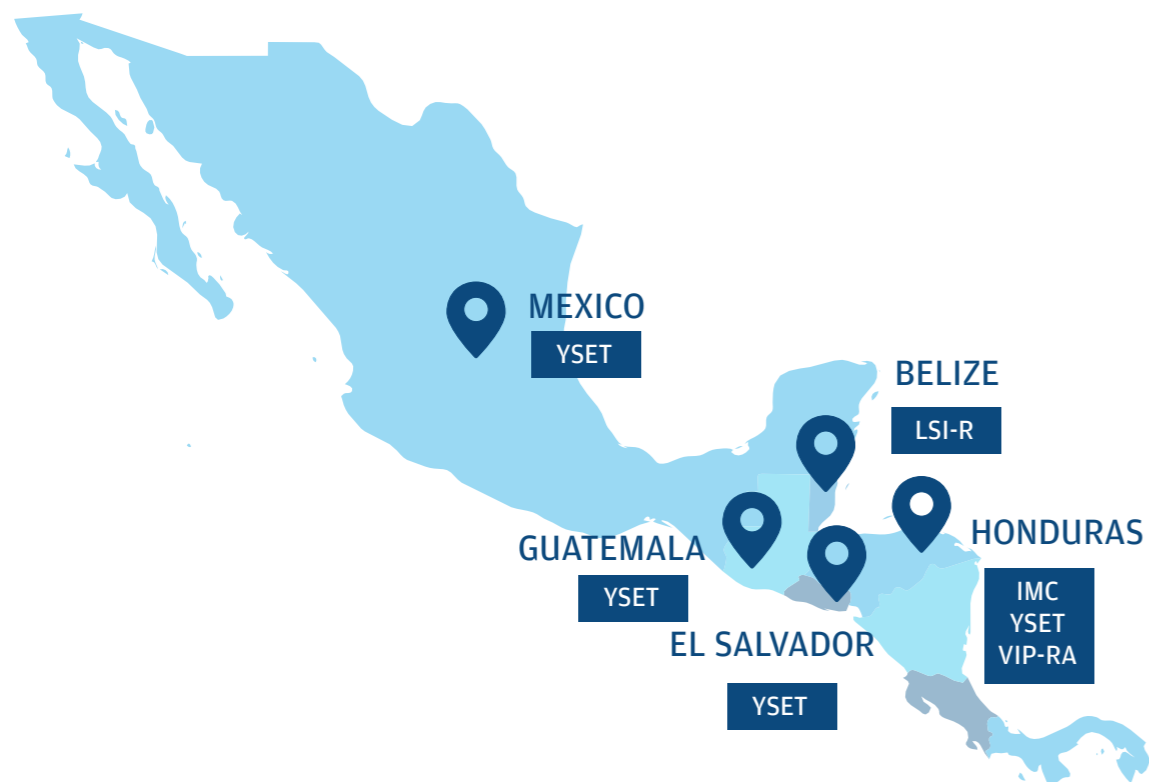 MEXICO
YSET
BELIZE
LSI-R
GUATEMALA
YSET
HONDURAS
IMC
YSET
VIP-RA
EL SALVADOR
YSET